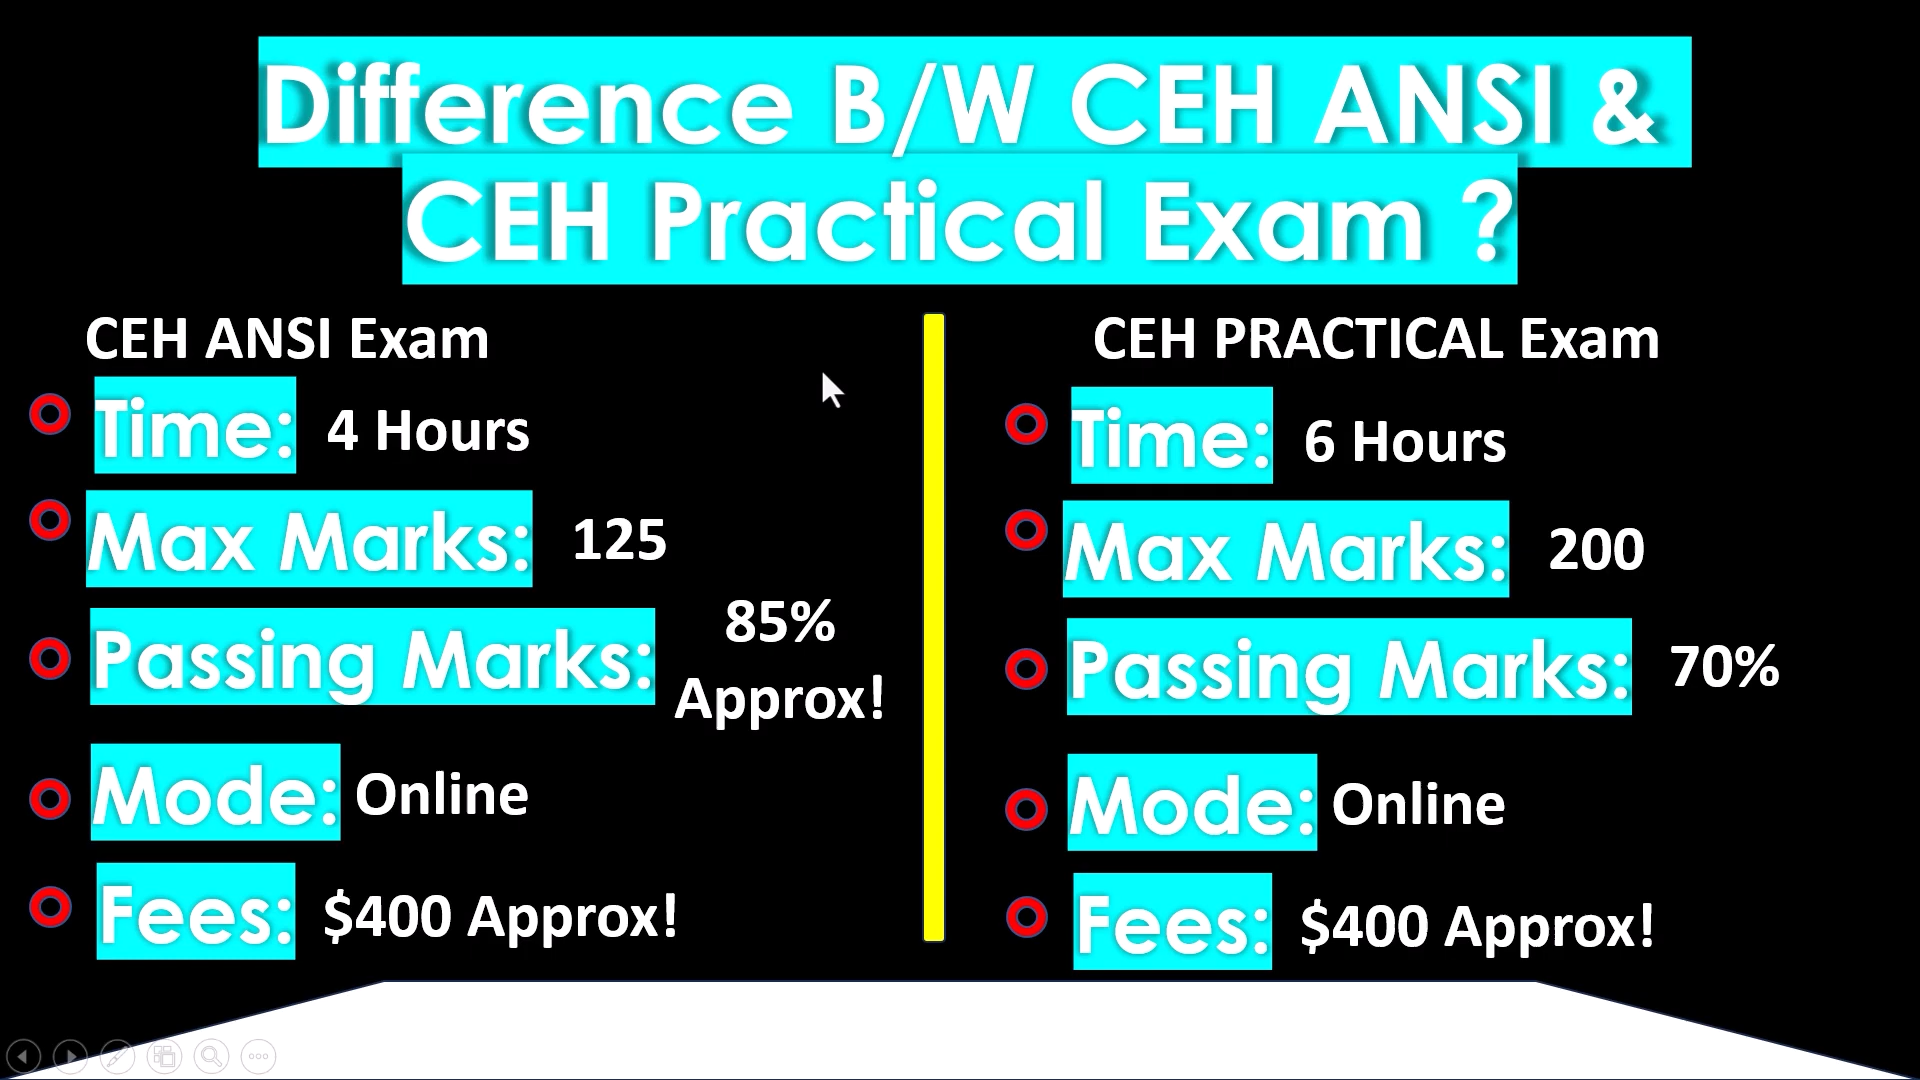 Difference B/W CEH ANSI &
CEH Practical Exam ?
CEH ANSI Exam
Time: 4 Hours
Max Marks: 125
Passing Marks: 85%
Approx!
Mode: Online
Fees: $400 Approx!
CEH PRACTICAL Exam
Time: 6 Hours
Max Marks: 200
Passing Marks: 70%
Mode: Online
Fees: $400 Approx!